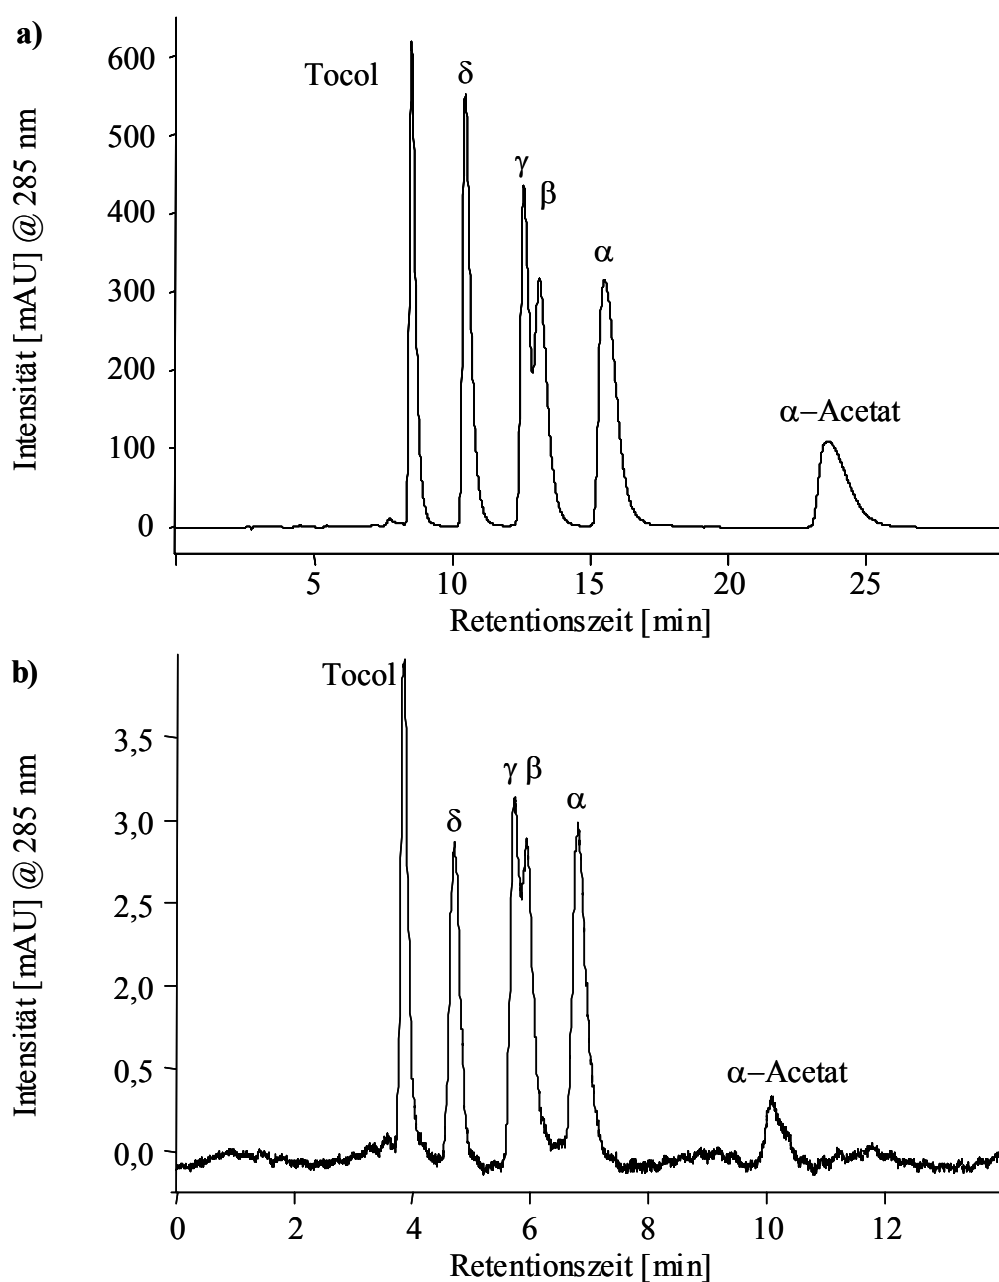 a)
Intensität [mAU] @ 285 nm
600
500
400
300
200
100
0
Tocol
δ
γ
β
α
α–Acetat
5 10 15 20 25
Retentionszeit [min]
b)
Intensität [mAU] @ 285 nm
3,5
3,0
2,5
2,0
0,5
0,0
Tocol
δ
γ β
α
α–Acetat
0 2 4 6 8 10 12
Retentionszeit [min]